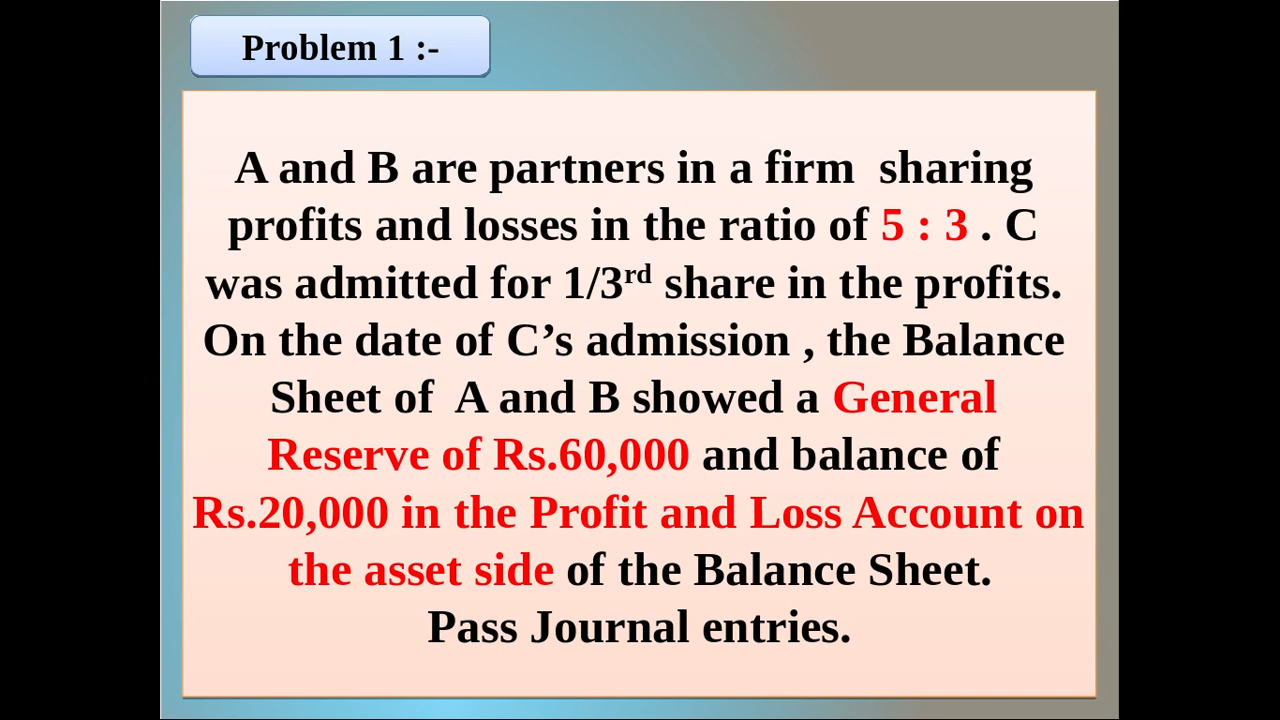 Problem 1 :-
A and B are partners in a firm sharing
profits and losses in the ratio of 5 : 3 . C
was admitted for 1/3rd share in the profits.
On the date of C’s admission , the Balance
Sheet of A and B showed a General
Reserve of Rs.60,000 and balance of
Rs.20,000 in the Profit and Loss Account on
the asset side of the Balance Sheet.
Pass Journal entries.